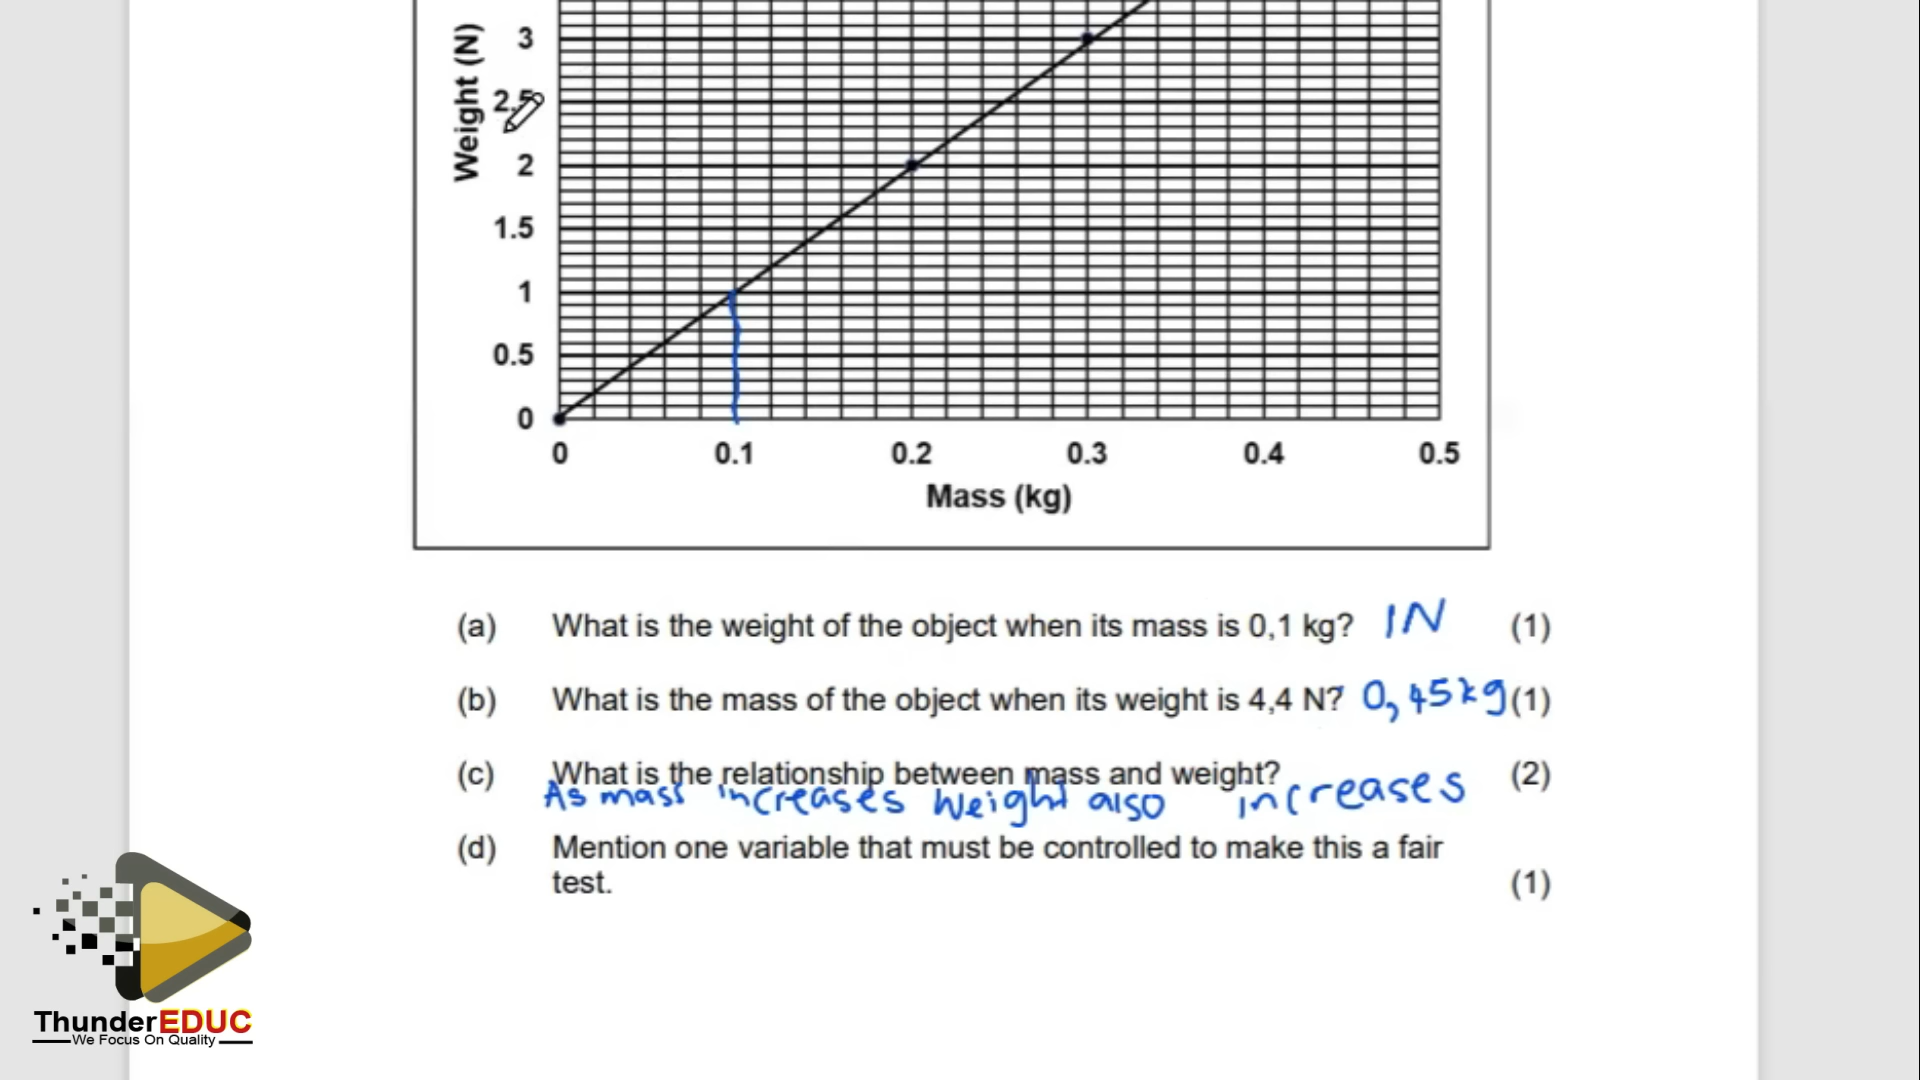 Weight (N)
3
2.5
2
1.5
1
0.5
0
0 0.1 0.2 0.3 0.4 0.5
Mass (kg)
(a) What is the weight of the object when its mass is 0,1 kg? 1N (1)
(b) What is the mass of the object when its weight is 4,4 N? 0,45kg (1)
(c) What is the relationship between mass and weight? (2)
As mass increases weight also increases
(d) Mention one variable that must be controlled to make this a fair
test. (1)
ThunderEDUC
We Focus On Quality